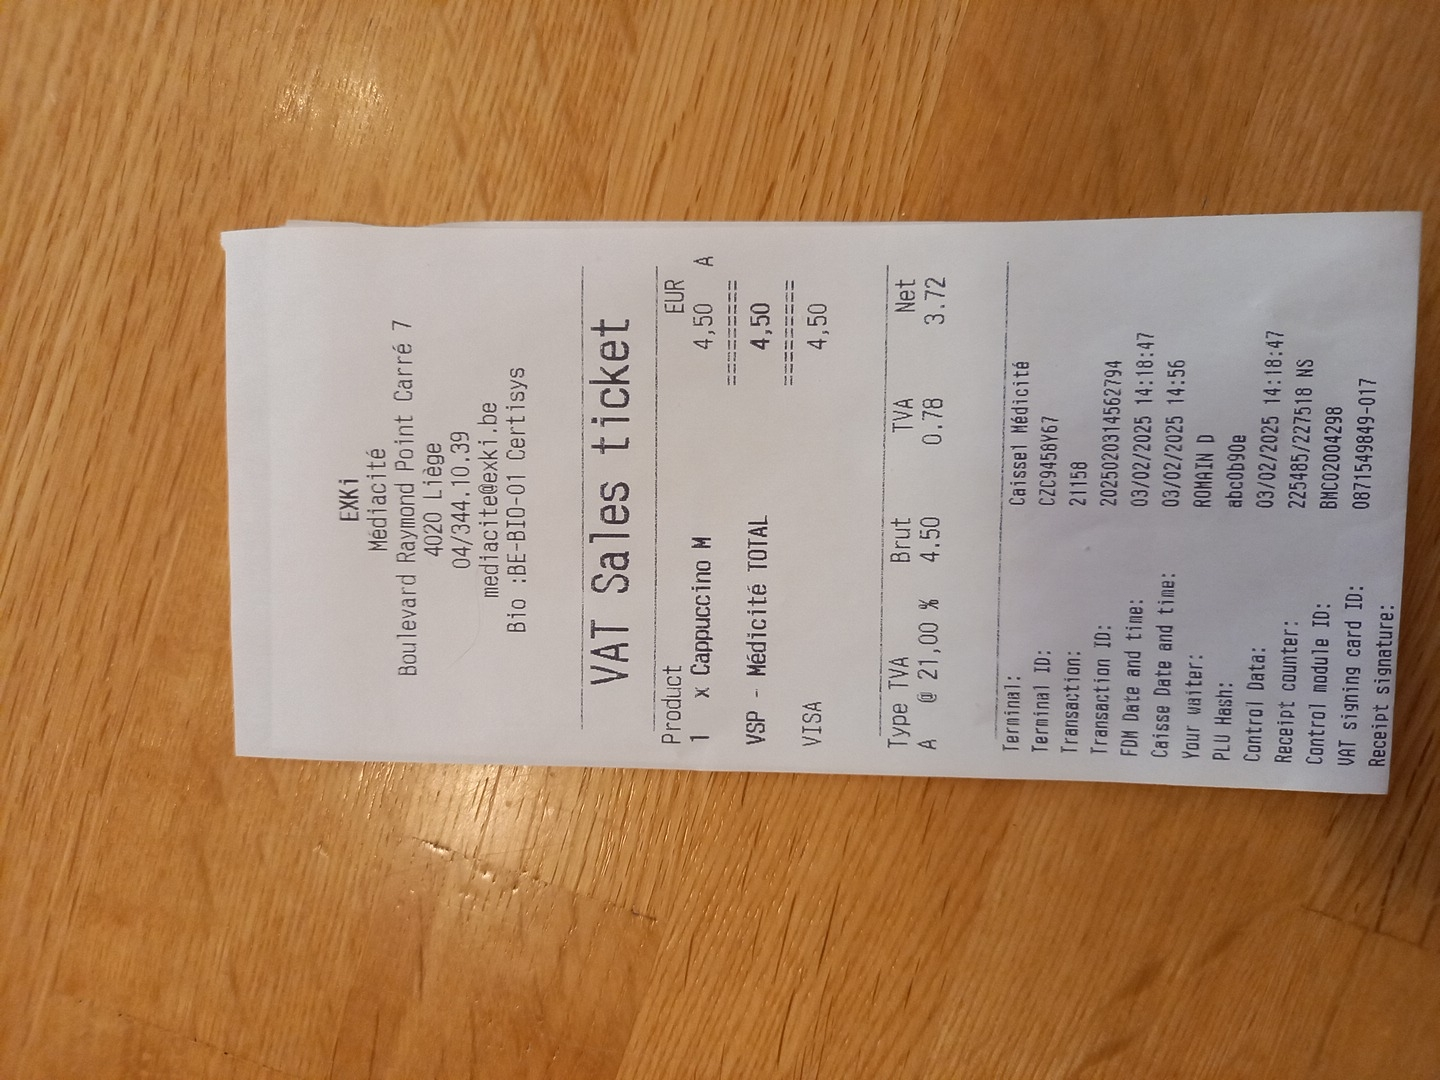 EXKi
Médiacité
Boulevard Raymond Point Carré 7
4020 Liège
04/344.10.39
mediacite@exki.be
Bio :BE-BIO-01 Certisys
VAT Sales ticket
Product EUR
1 x Cappuccino M 4,50 A
=========
VSP - Médicité TOTAL 4,50
=========
VISA 4,50
Type TVA Brut TVA Net
A @ 21,00 % 4.50 0.78 3.72
Terminal: Caisse1 Médicité
Terminal ID: CZC9458Y67
Transaction: 21158
Transaction ID: 2025020314562794
FDM Date and time: 03/02/2025 14:18:47
Caisse Date and time: 03/02/2025 14:56
Your waiter: ROMAIN D
PLU Hash: abc0b90e
Control Data: 03/02/2025 14:18:47
Receipt counter: 225485/227518 NS
Control module ID: BMC02004298
VAT signing card ID: 0871549849-017
Receipt signature: